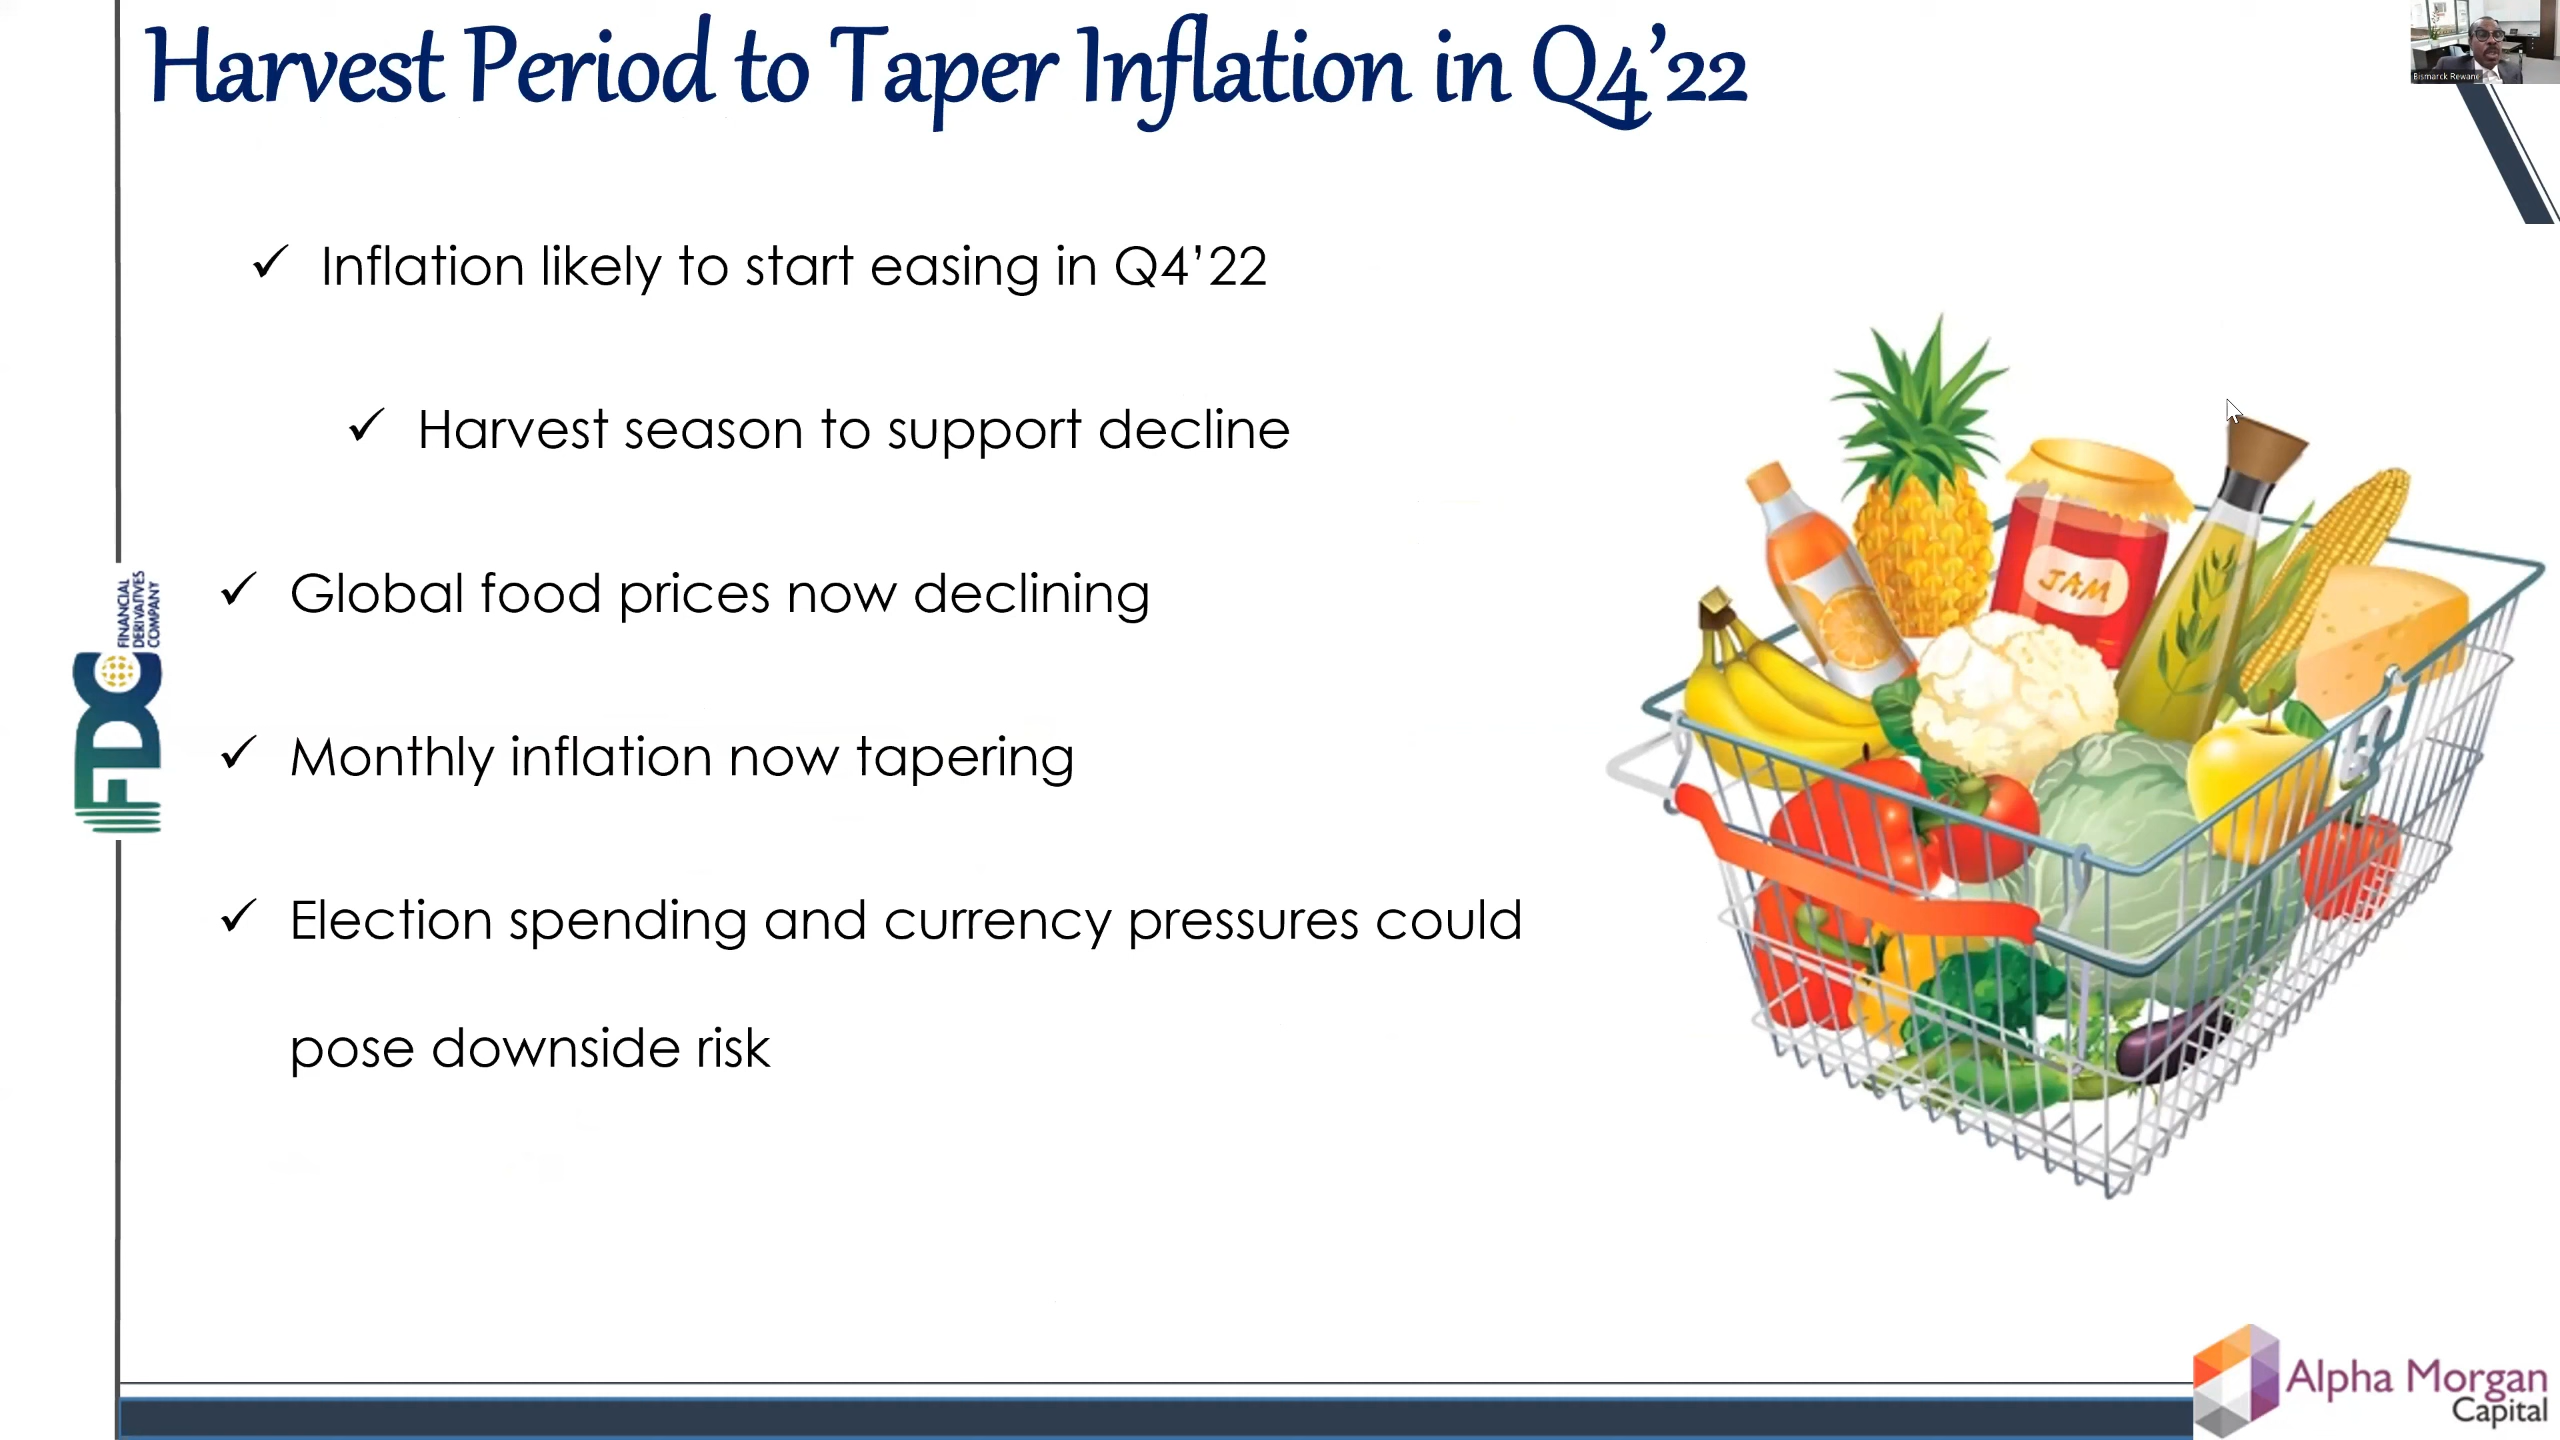 Harvest Period to Taper Inflation in Q4’22
Bismarck Rewane
✓ Inflation likely to start easing in Q4’22
✓ Harvest season to support decline
✓ Global food prices now declining
✓ Monthly inflation now tapering
✓ Election spending and currency pressures could
pose downside risk
FDC
FINANCIAL
DERIVATIVES
COMPANY
JAM
Alpha Morgan
Capital